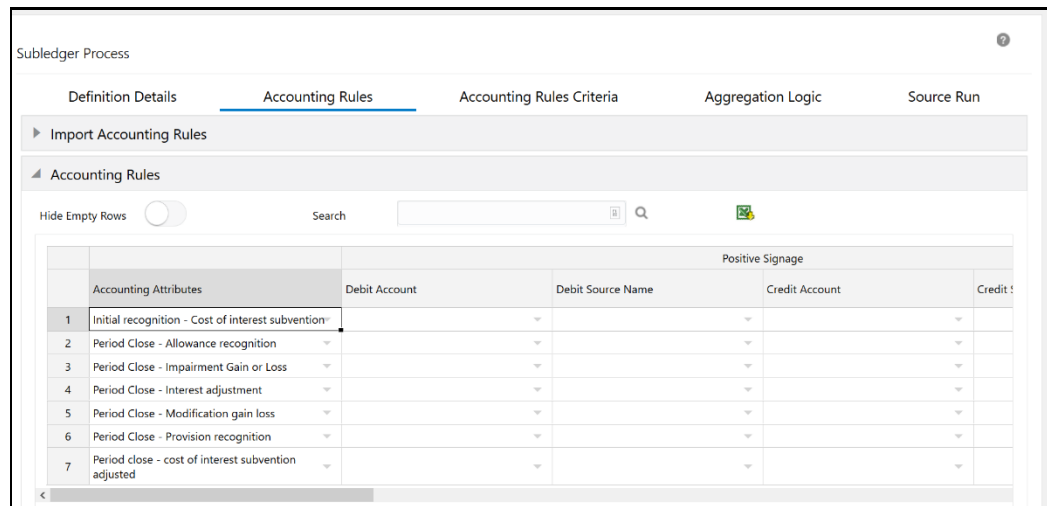 Subledger Process
Definition Details Accounting Rules Accounting Rules Criteria Aggregation Logic Source Run
Import Accounting Rules
Accounting Rules
Hide Empty Rows Search
Positive Signage
Accounting Attributes Debit Account Debit Source Name Credit Account Credit
1 Initial recognition - Cost of interest subvention
2 Period Close - Allowance recognition
3 Period Close - Impairment Gain or Loss
4 Period Close - Interest adjustment
5 Period Close - Modification gain loss
6 Period Close - Provision recognition
7 Period close - cost of interest subvention
adjusted